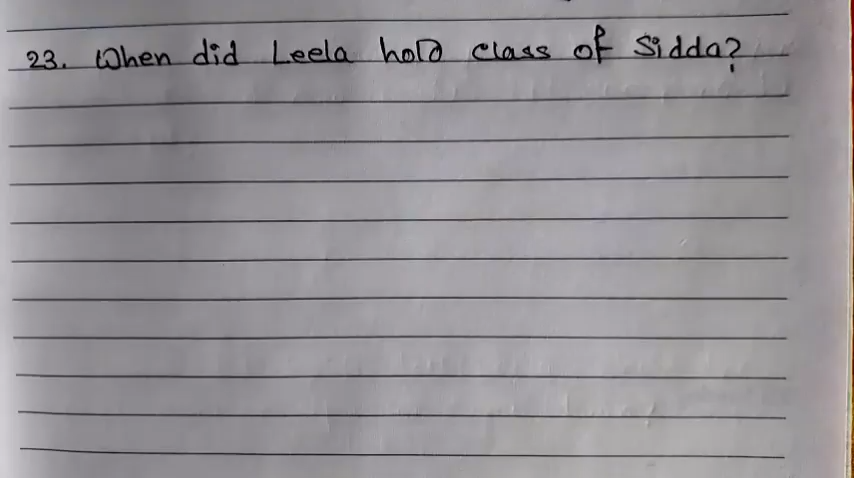 23. When did Leela hold class of Sidda?